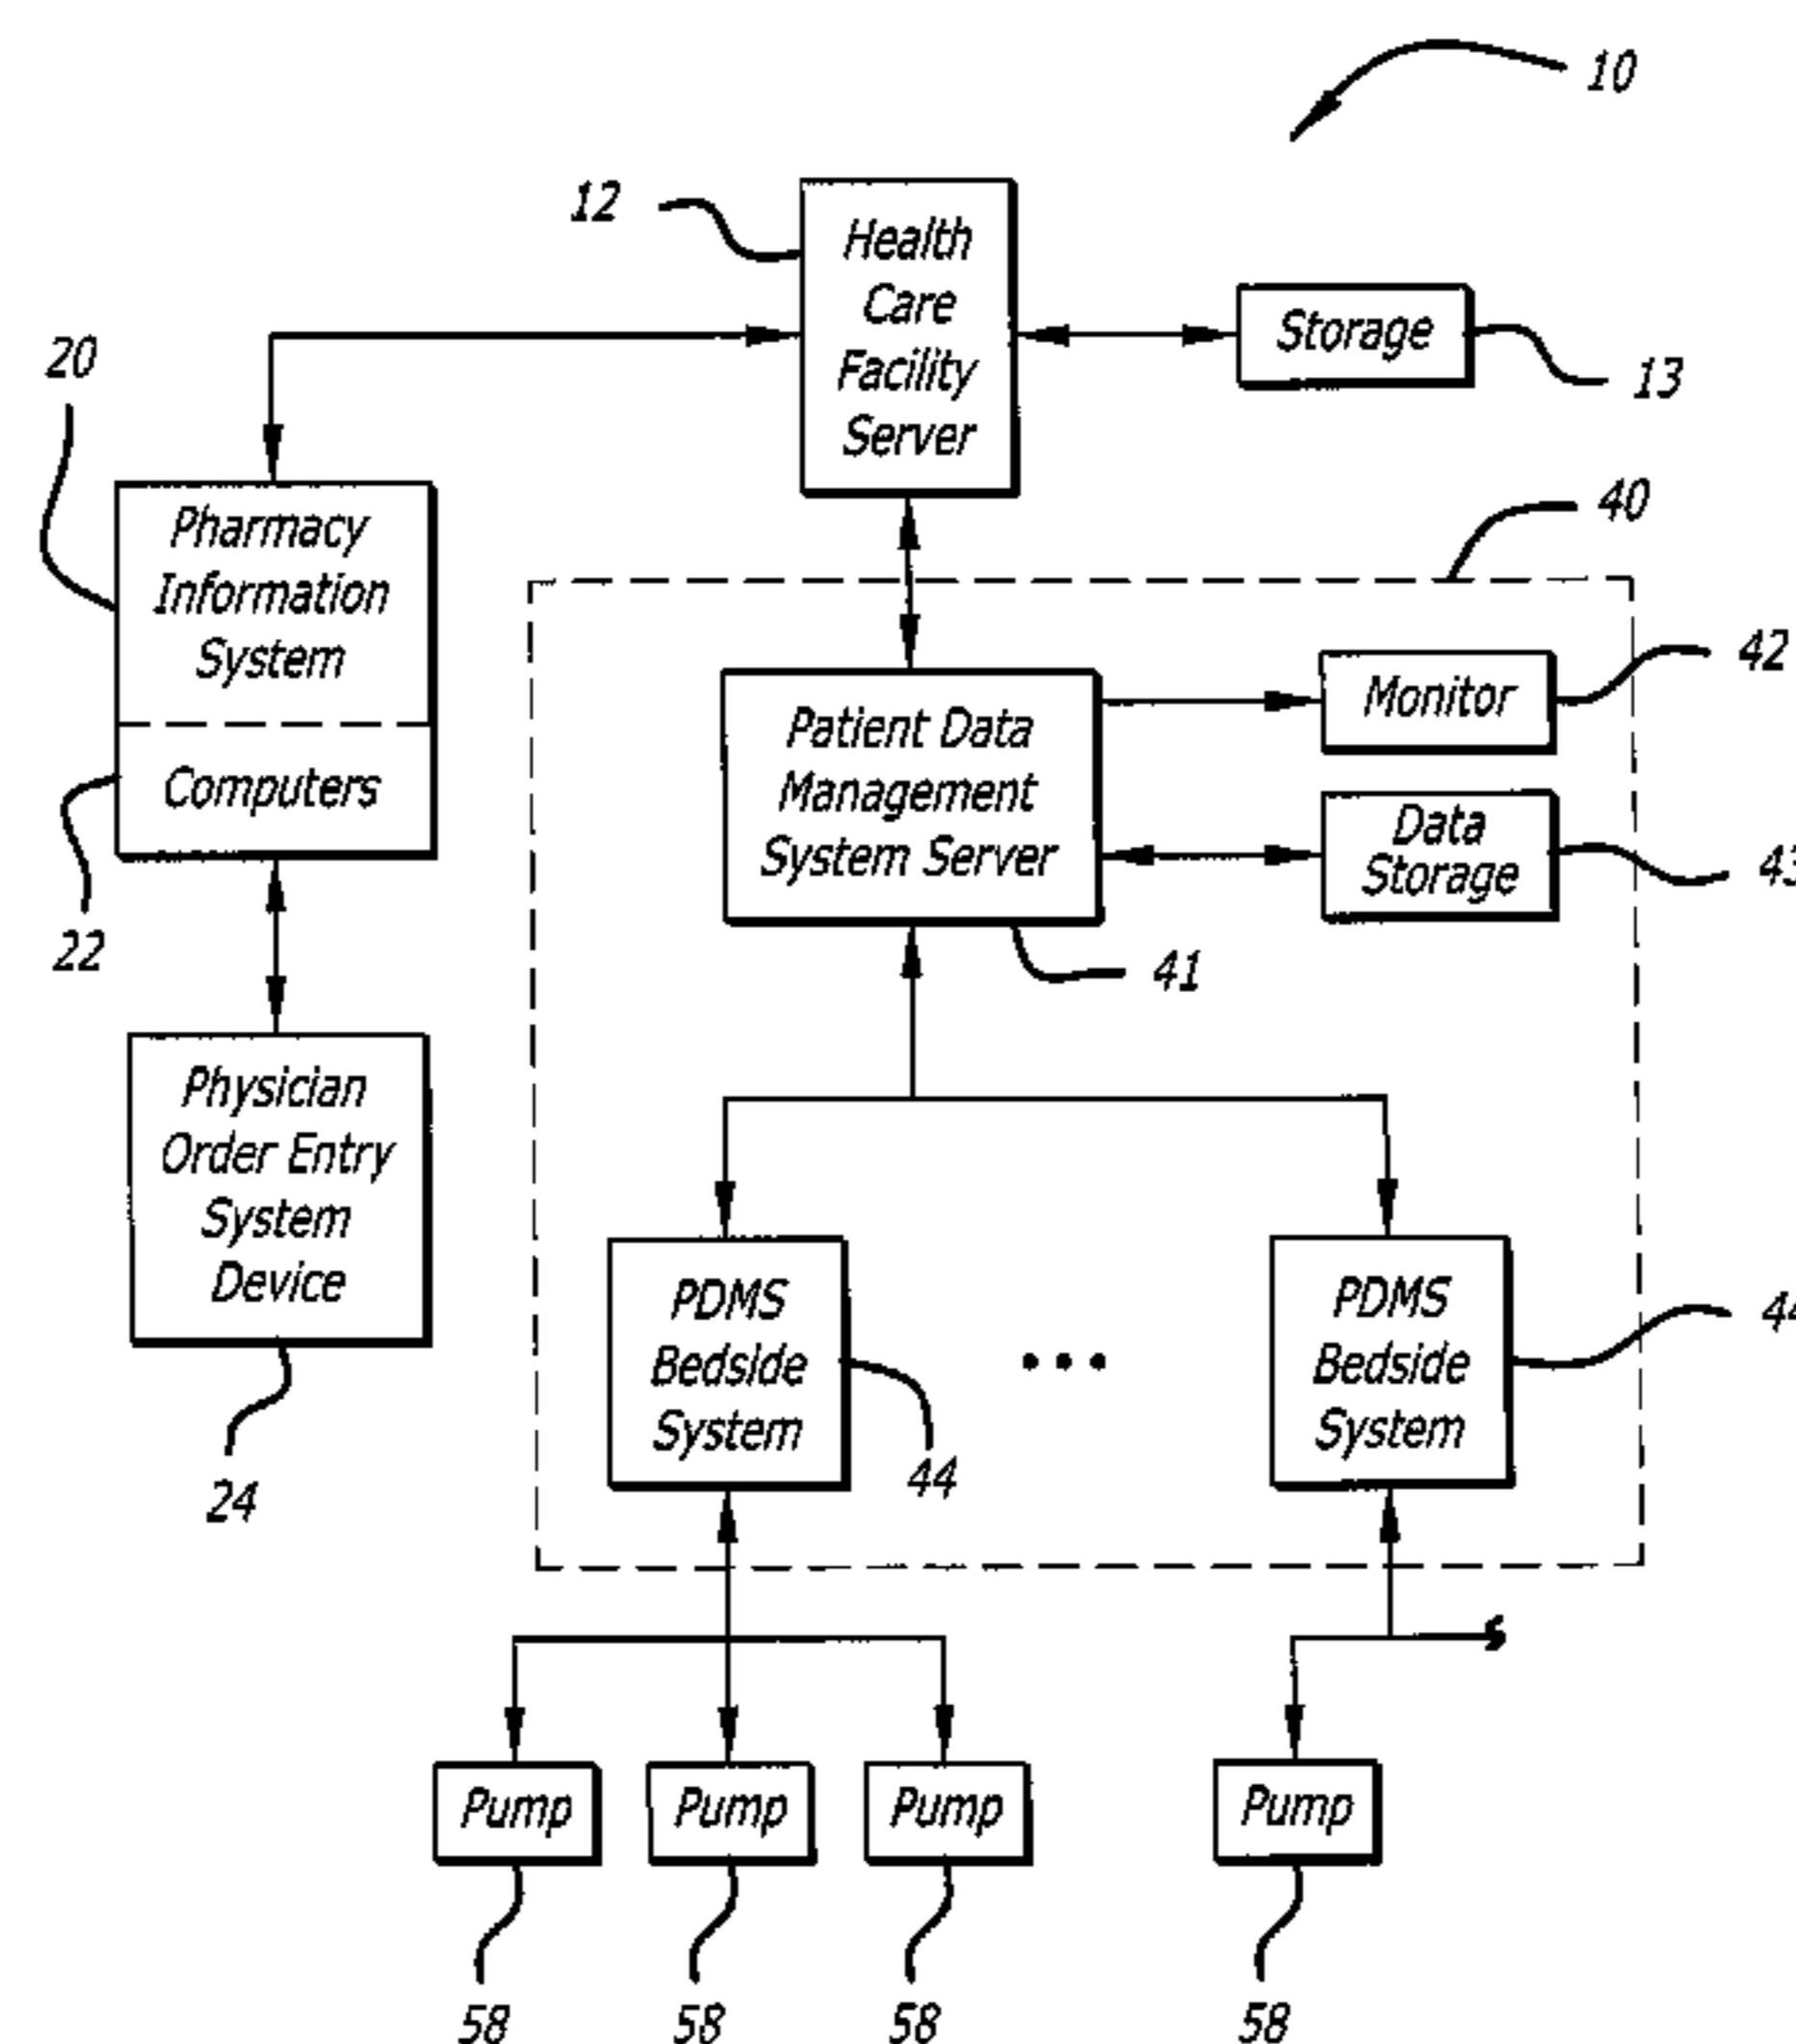 10
12
Health
Care
Facility
Server
Storage
13
20
Pharmacy
Information
System
Computers
22
40
42
Monitor
Patient Data
Management
System Server
Data
Storage
43
41
Physician
Order Entry
System
Device
24
PDMS
Bedside
System
44
PDMS
Bedside
System
44
Pump
Pump
Pump
Pump
58
58
58
58